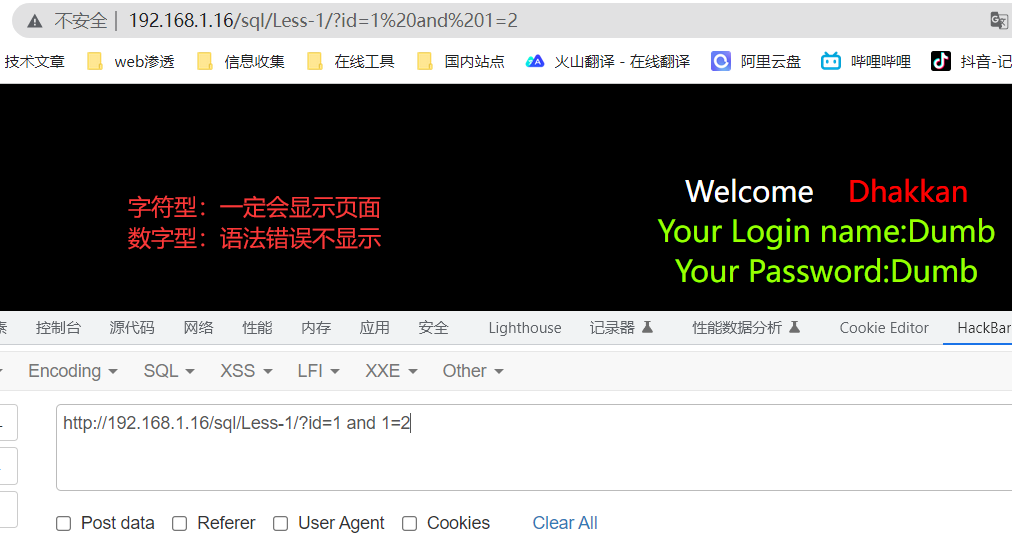 不安全 192.168.1.16/sql/Less-1/?id=1%20and%201=2
技术文章 web渗透 信息收集 在线工具 国内站点 火山翻译 - 在线翻译 阿里云盘 哔哩哔哩 抖音-记
Welcome Dhakkan
字符型：一定会显示页面
数字型：语法错误不显示
Your Login name:Dumb
Your Password:Dumb
素 控制台 源代码 网络 性能 内存 应用 安全 Lighthouse 记录器 性能数据分析 Cookie Editor HackBar
Encoding SQL XSS LFI XXE Other
http://192.168.1.16/sql/Less-1/?id=1 and 1=2
Post data Referer User Agent Cookies Clear All